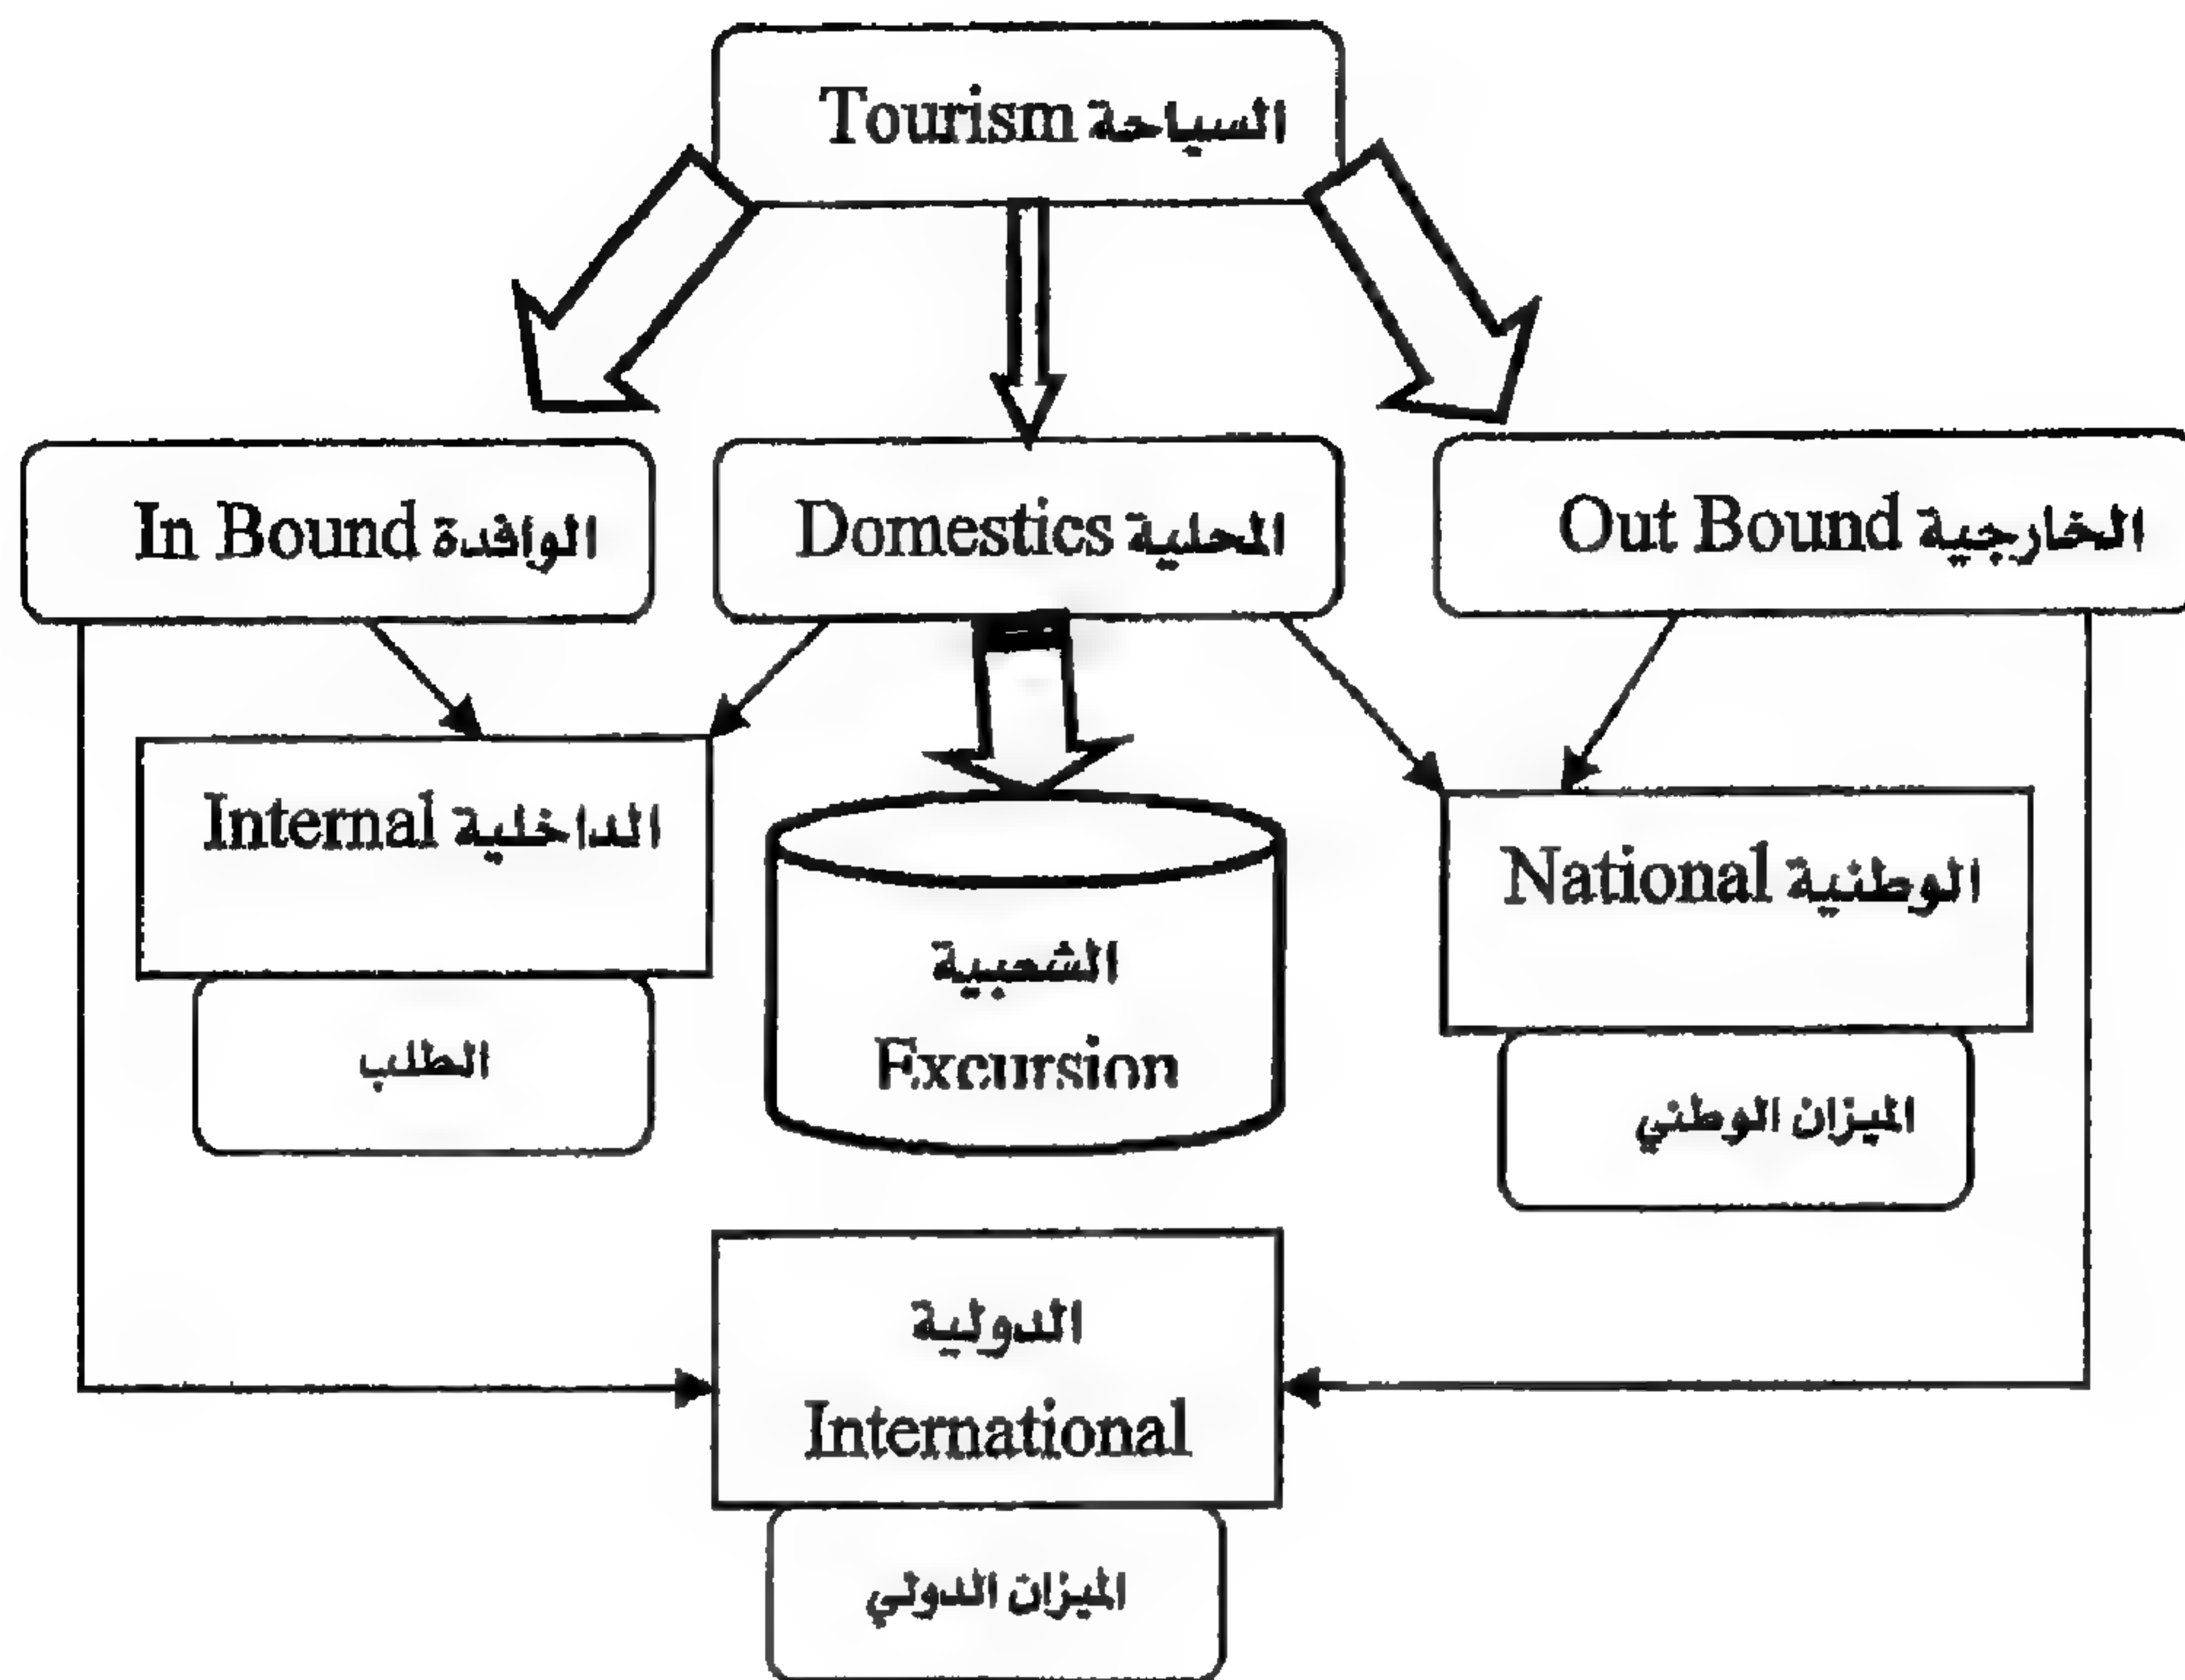 Tourism السياحة
In Bound الوافدة
Domestics المحلية
Out Bound الخارجية
Internal الداخلية
National الوطنية
الشعبية
Excursion
الطلب
الميزان الوطني
الدولية
International
الميزان الدولي